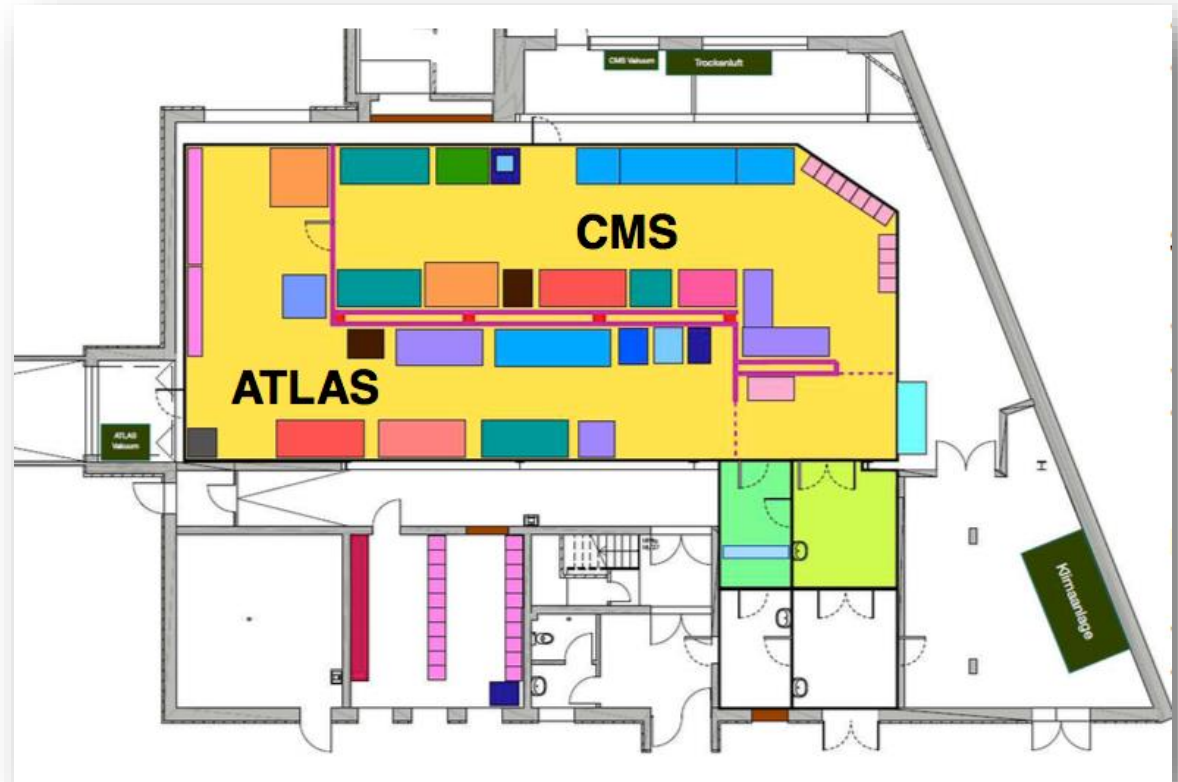 CMS Vakuum
Trockenluft
CMS
ATLAS
ATLAS
Vakuum
Klimaanlage